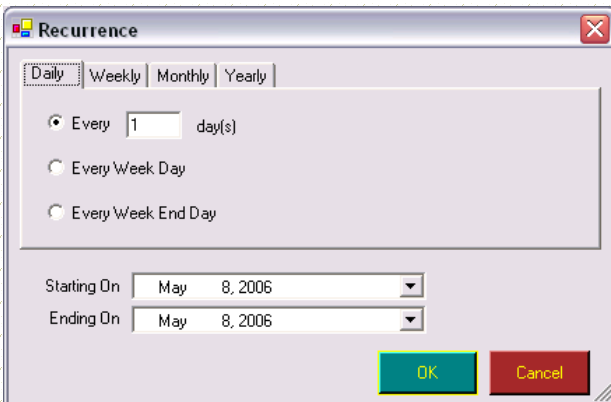 Recurrence
Daily Weekly Monthly Yearly
Every 1 day(s)
Every Week Day
Every Week End Day
Starting On May 8, 2006
Ending On May 8, 2006
OK Cancel